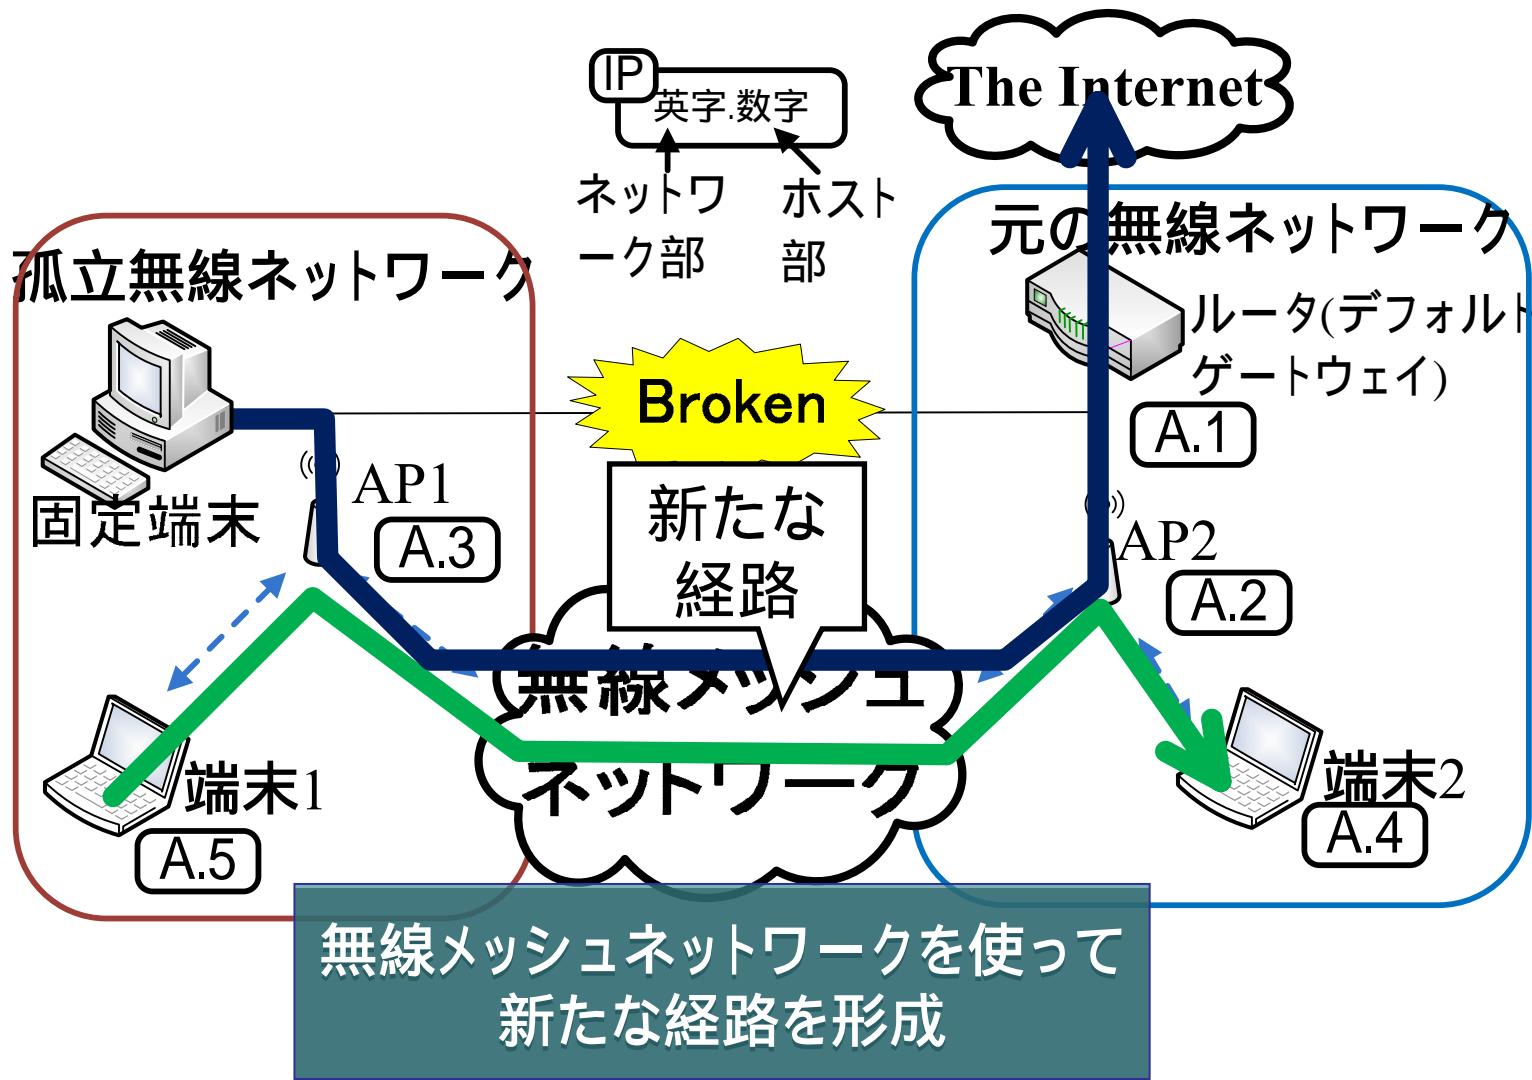 The Internet
IP
英字.数字
ネットワ
ーク部
ホスト
部
孤立無線ネットワーク
元の無線ネットワーク
ルータ(デフォルト
ゲートウェイ)
A.1
Broken
固定端末
AP1
A.3
新たな
経路
AP2
A.2
無線メッシュ
ネットワーク
端末1
A.5
端末2
A.4
無線メッシュネットワークを使って
新たな経路を形成